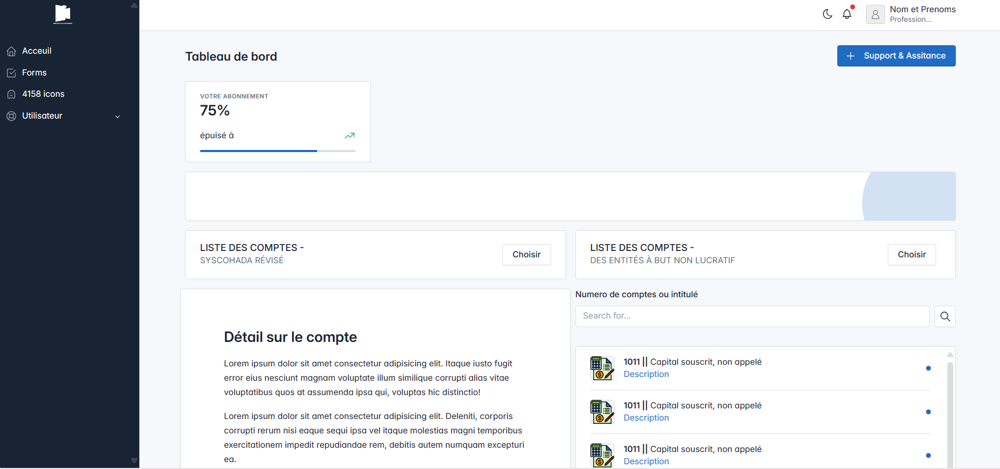 Nom et Prenoms
Profession...
Acceuil
Forms
4158 icons
Utilisateur
Tableau de bord
Support & Assitance
VOTRE ABONNEMENT
75%
épuisé à
LISTE DES COMPTES -
SYSCOHADA RÉVISÉ
Choisir
LISTE DES COMPTES -
DES ENTITÉS À BUT NON LUCRATIF
Choisir
Détail sur le compte
Lorem ipsum dolor sit amet consectetur adipisicing elit. Itaque iusto fugit
error eius nesciunt magnam voluptate illum similique corrupti alias vitae
voluptatibus quos at assumenda ipsa qui, voluptas hic distinctio!
Lorem ipsum dolor sit amet consectetur adipisicing elit. Deleniti, corporis
corrupti rerum nisi eaque sequi ipsa vel itaque molestias magni temporibus
exercitationem impedit repudiandae rem, debitis autem numquam excepturi
ea.
Numero de comptes ou intitulé
Search for...
1011 || Capital souscrit, non appelé
Description
1011 || Capital souscrit, non appelé
Description
1011 || Capital souscrit, non appelé
Description